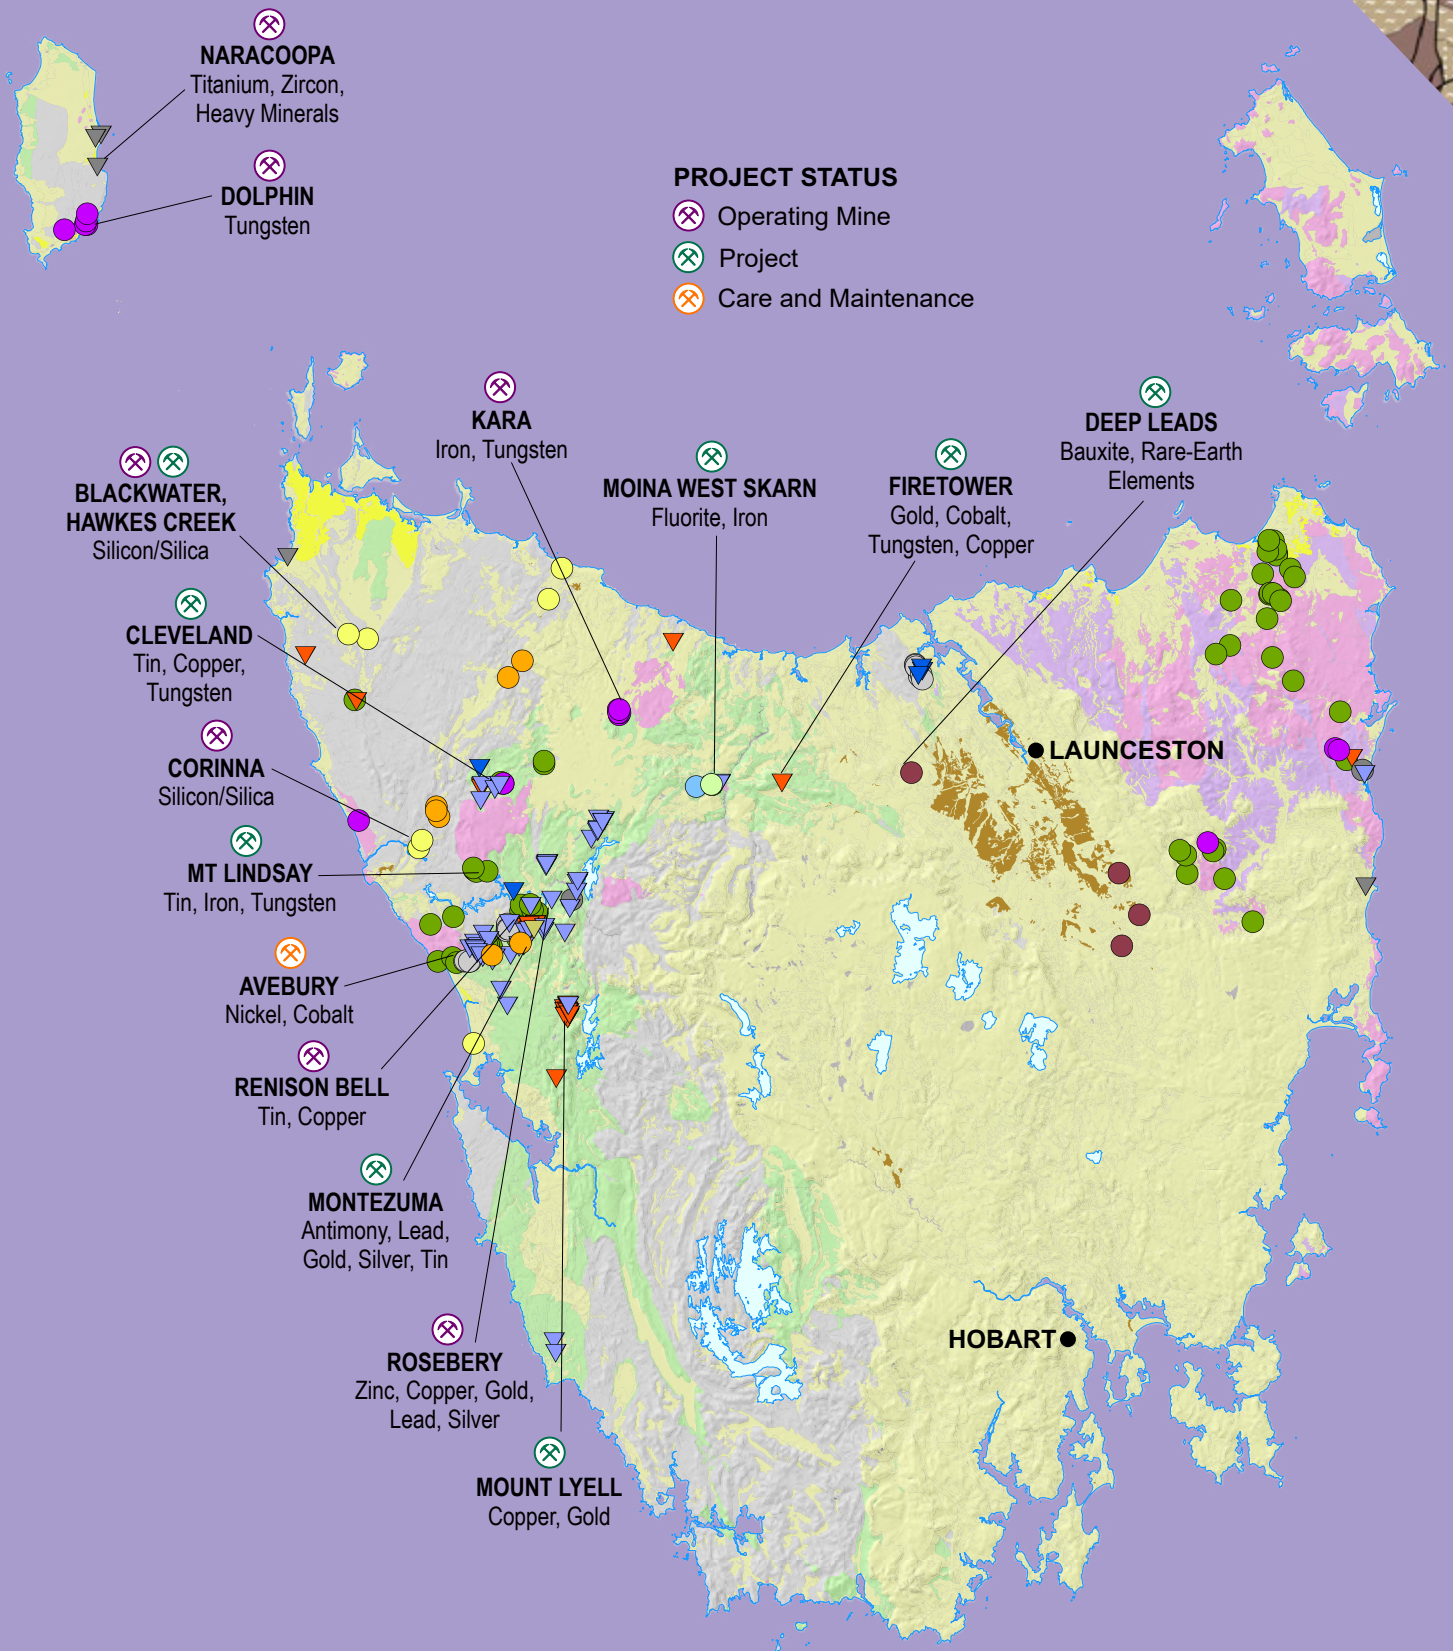 NARACOOPA
Titanium, Zircon,
Heavy Minerals
DOLPHIN
Tungsten
PROJECT STATUS
Operating Mine
Project
Care and Maintenance
KARA
Iron, Tungsten
DEEP LEADS
Bauxite, Rare-Earth
Elements
BLACKWATER,
HAWKES CREEK
Silicon/Silica
MOINA WEST SKARN
Fluorite, Iron
FIRETOWER
Gold, Cobalt,
Tungsten, Copper
CLEVELAND
Tin, Copper,
Tungsten
CORINNA
Silicon/Silica
LAUNCESTON
MT LINDSAY
Tin, Iron, Tungsten
AVEBURY
Nickel, Cobalt
RENISON BELL
Tin, Copper
MONTEZUMA
Antimony, Lead,
Gold, Silver, Tin
ROSEBERY
Zinc, Copper, Gold,
Lead, Silver
HOBART
MOUNT LYELL
Copper, Gold